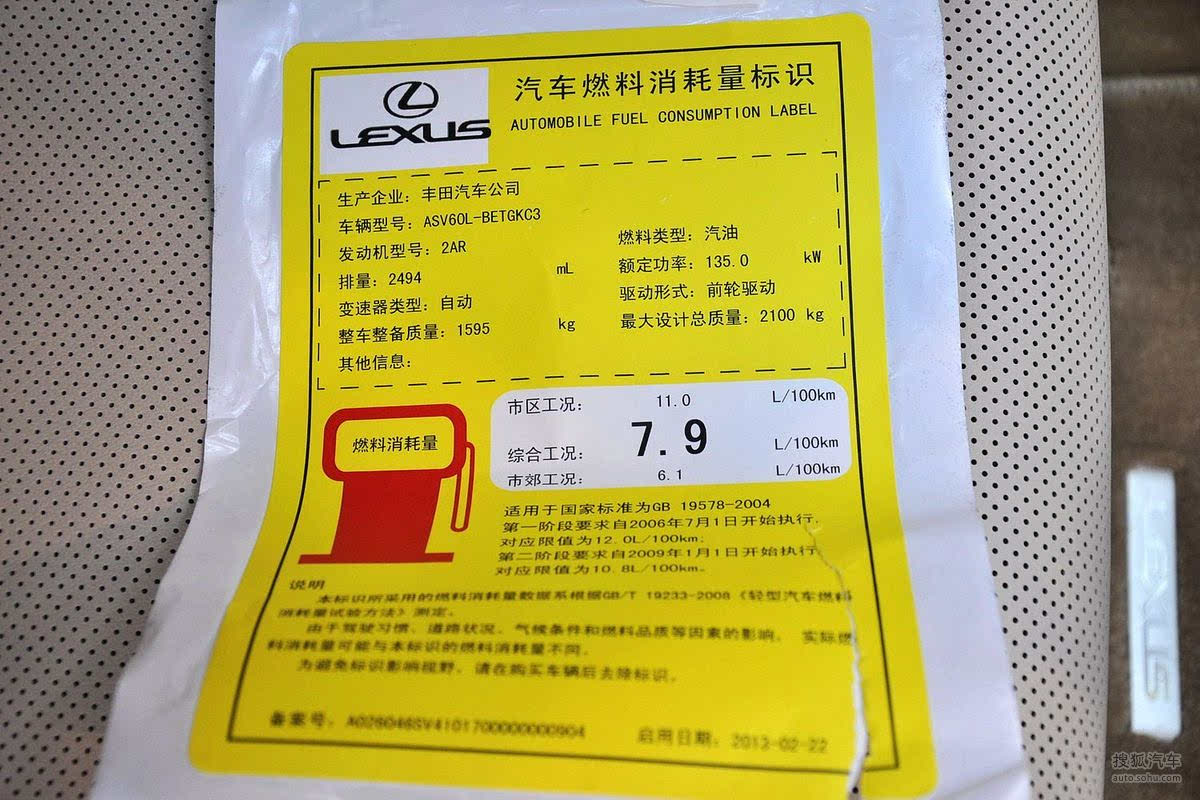 LEXUS
汽车燃料消耗量标识
AUTOMOBILE FUEL CONSUMPTION LABEL
生产企业: 丰田汽车公司
车辆型号: ASV60L-BETGKC3
发动机型号: 2AR
燃料类型: 汽油
排量: 2494 mL
额定功率: 135.0 kW
变速器类型: 自动
驱动形式: 前轮驱动
整车整备质量: 1595 kg
最大设计总质量: 2100 kg
其他信息:
燃料消耗量
市区工况: 11.0 L/100km
综合工况: 7.9 L/100km
市郊工况: 6.1 L/100km
适用于国家标准为GB 19578-2004
第一阶段要求自2006年7月1日开始执行,
对应限值为12.0L/100km;
第二阶段要求自2009年1月1日开始执行,
对应限值为10.8L/100km。
说明
本标识所采用的燃料消耗量数据系根据GB/T 19233-2008《轻型汽车燃料
消耗量试验方法》测定。
由于驾驶习惯、道路状况、气候条件和燃料品质等因素的影响, 实际燃
料消耗量可能与本标识的燃料消耗量不同。
为避免标识影响视野, 请在购买车辆后去除标识。
备案号:
启用日期: 2013-02-22
LEXUS
搜狐汽车
auto.sohu.com